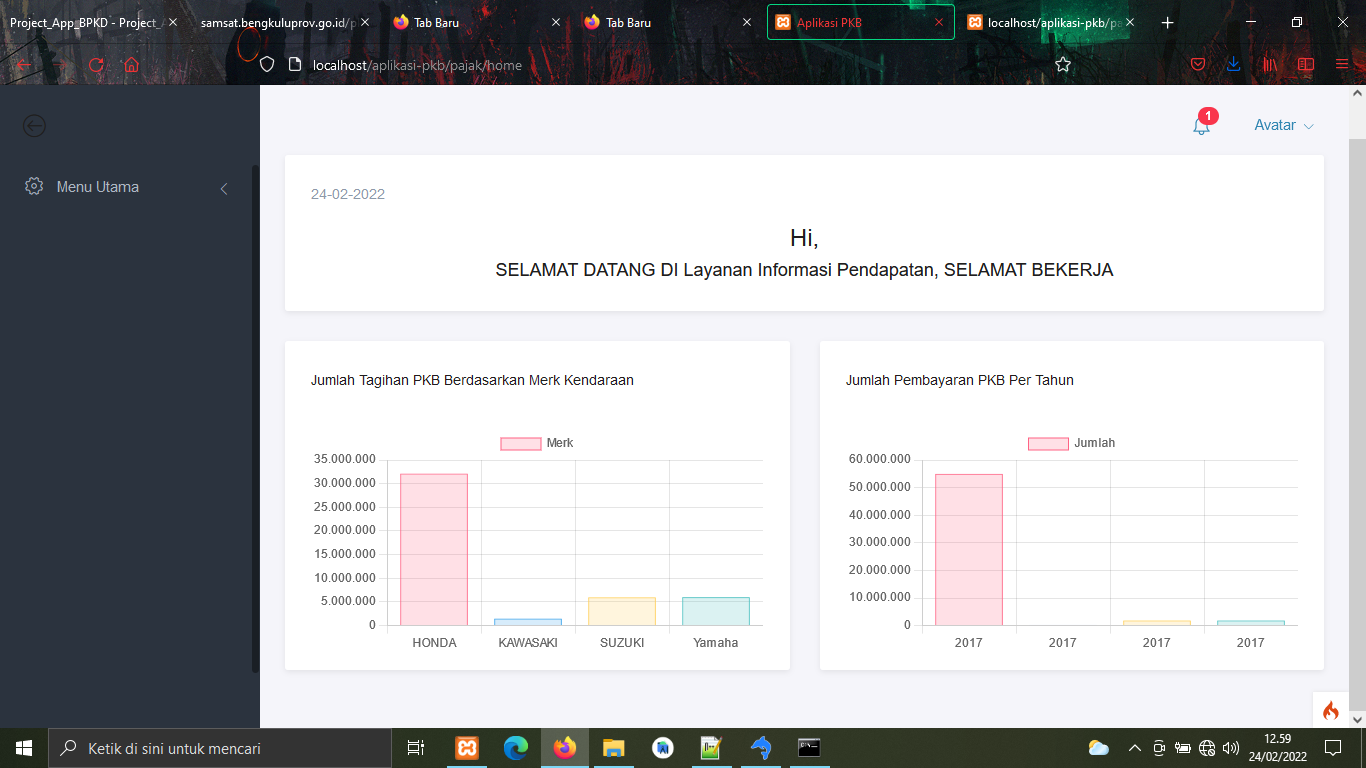 Project_App_BPKD - Project_
samsat.bengkuluprov.go.id/p
Tab Baru
Tab Baru
Aplikasi PKB
localhost/aplikasi-pkb/pa
localhost/aplikasi-pkb/pajak/home
1
Avatar
Menu Utama
24-02-2022
Hi,
SELAMAT DATANG DI Layanan Informasi Pendapatan, SELAMAT BEKERJA
Jumlah Tagihan PKB Berdasarkan Merk Kendaraan
Merk
35.000.000
30.000.000
25.000.000
20.000.000
15.000.000
10.000.000
5.000.000
0
HONDA KAWASAKI SUZUKI Yamaha
Jumlah Pembayaran PKB Per Tahun
Jumlah
60.000.000
50.000.000
40.000.000
30.000.000
20.000.000
10.000.000
0
2017 2017 2017 2017
Ketik di sini untuk mencari
12.59
24/02/2022